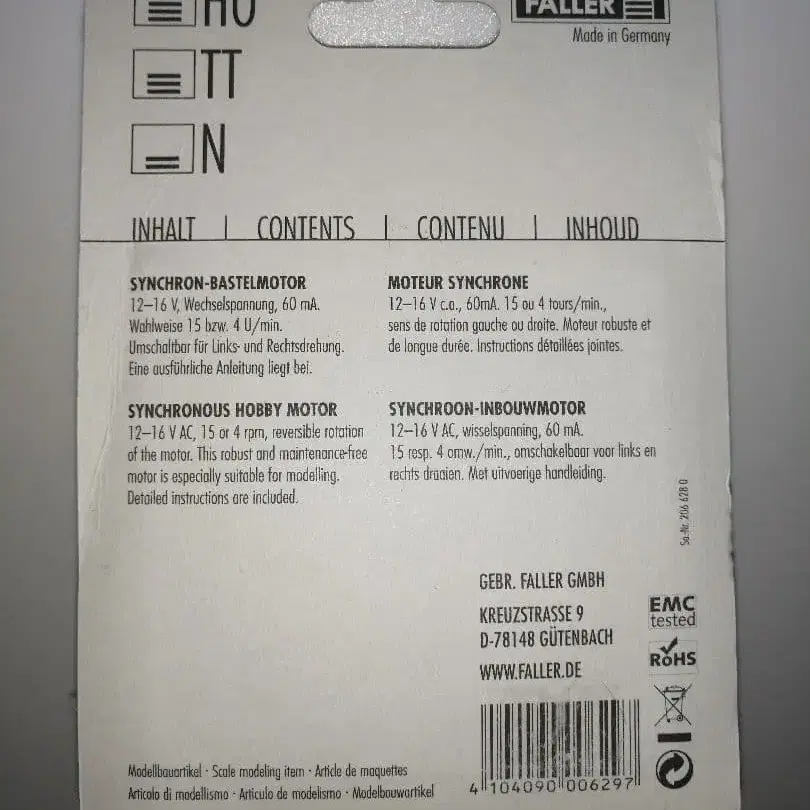 HO
FALLER
Made in Germany
TT
N
INHALT | CONTENTS | CONTENU | INHOUD
SYNCHRON-BASTELMOTOR
12–16 V, Wechselspannung, 60 mA.
Wahlweise 15 bzw. 4 U/min.
Umschaltbar für Links- und Rechtsdrehung.
Eine ausführliche Anleitung liegt bei.
MOTEUR SYNCHRONE
12–16 V c.a., 60mA. 15 ou 4 tours/min.,
sens de rotation gauche ou droite. Moteur robuste et
de longue durée. Instructions détaillées jointes.
SYNCHRONOUS HOBBY MOTOR
12–16 V AC, 15 or 4 rpm, reversible rotation
of the motor. This robust and maintenance-free
motor is especially suitable for modelling.
Detailed instructions are included.
SYNCHROON-INBOUWMOTOR
12–16 V AC, wisselspanning, 60 mA.
15 resp. 4 omw./min., omschakelbaar voor links en
rechts draaien. Met uitvoerige handleiding.
Sa.-Nr. 206 628 0
GEBR. FALLER GMBH
KREUZSTRASSE 9
D-78148 GÜTENBACH
WWW.FALLER.DE
EMC
tested
RoHS
Modellbauartikel · Scale modeling item · Article de maquettes
Articolo di modellismo · Artículo de modelismo · Modelbouwartikel
4 104090 006297